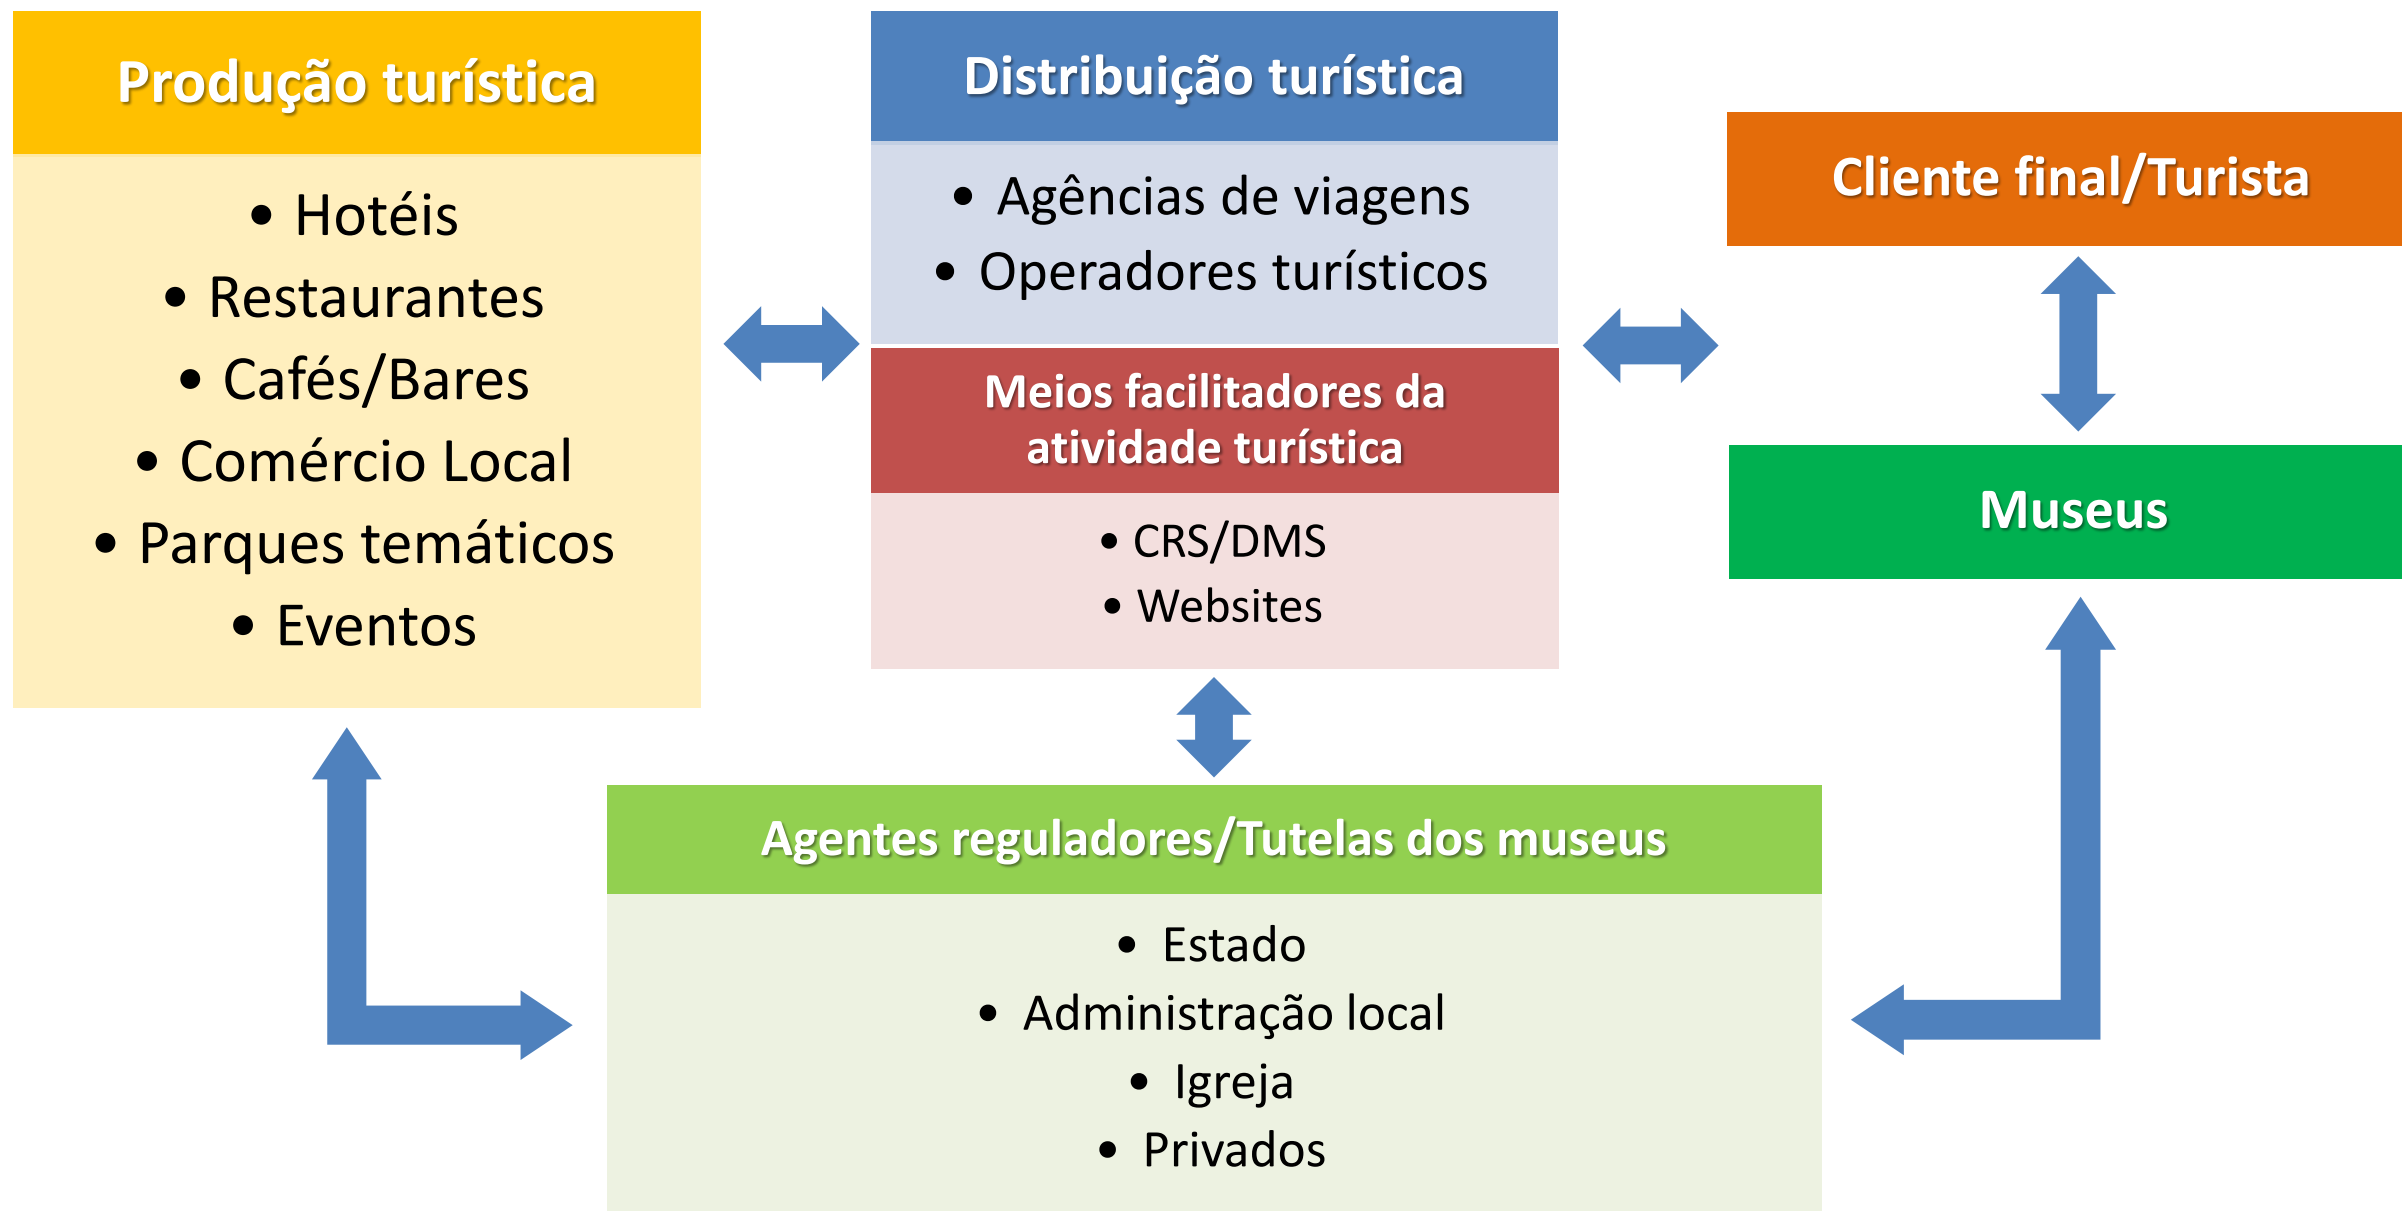 Produção turística
• Hotéis
• Restaurantes
• Cafés/Bares
• Comércio Local
• Parques temáticos
• Eventos
Distribuição turística
• Agências de viagens
• Operadores turísticos
Meios facilitadores da
atividade turística
• CRS/DMS
• Websites
Cliente final/Turista
Museus
Agentes reguladores/Tutelas dos museus
• Estado
• Administração local
• Igreja
• Privados